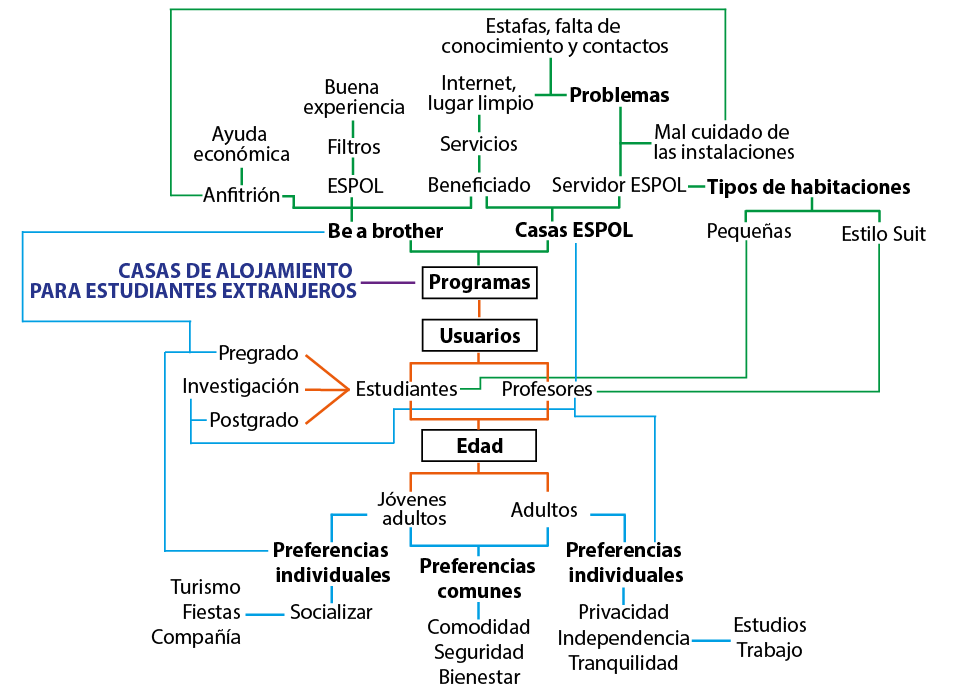 Estafas, falta de
conocimiento y contactos
Buena
experiencia
Internet,
lugar limpio
Problemas
Ayuda
económica
Filtros
Servicios
Mal cuidado de
las instalaciones
Anfitrión
ESPOL
Beneficiado
Servidor ESPOL
Tipos de habitaciones
Be a brother
Casas ESPOL
Pequeñas
Estilo Suit
CASAS DE ALOJAMIENTO
PARA ESTUDIANTES EXTRANJEROS
Programas
Usuarios
Pregrado
Investigación
Postgrado
Estudiantes
Profesores
Edad
Jóvenes
adultos
Adultos
Preferencias
individuales
Preferencias
comunes
Preferencias
individuales
Turismo
Fiestas
Compañía
Socializar
Comodidad
Seguridad
Bienestar
Privacidad
Independencia
Tranquilidad
Estudios
Trabajo